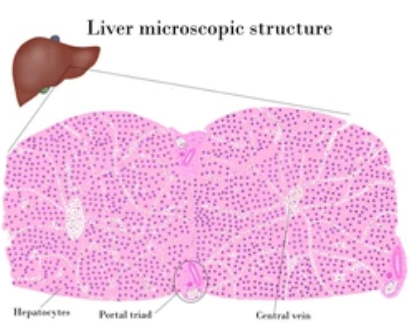 Liver microscopic structure
Hepatocytes
Portal triad
Central vein